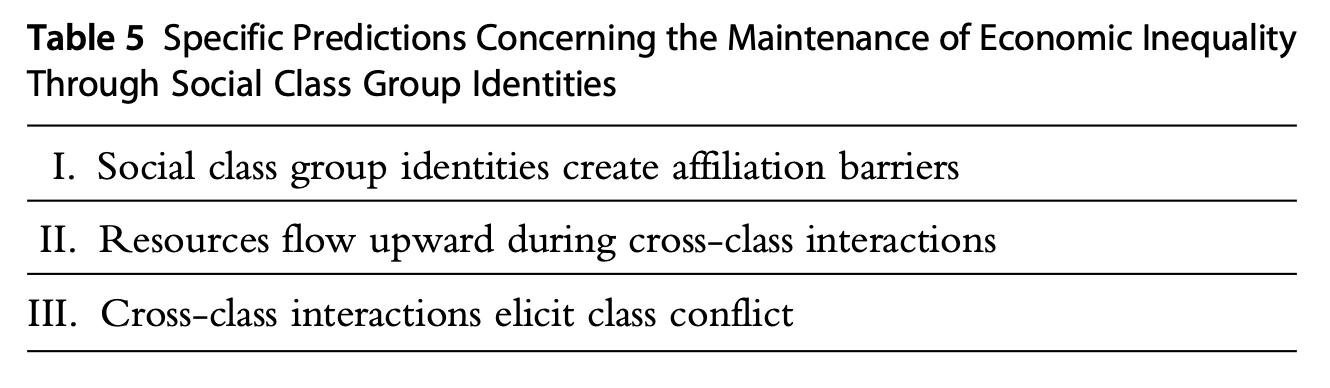 Table 5 Specific Predictions Concerning the Maintenance of Economic Inequality
Through Social Class Group Identities
I. Social class group identities create affiliation barriers
II. Resources flow upward during cross-class interactions
III. Cross-class interactions elicit class conflict